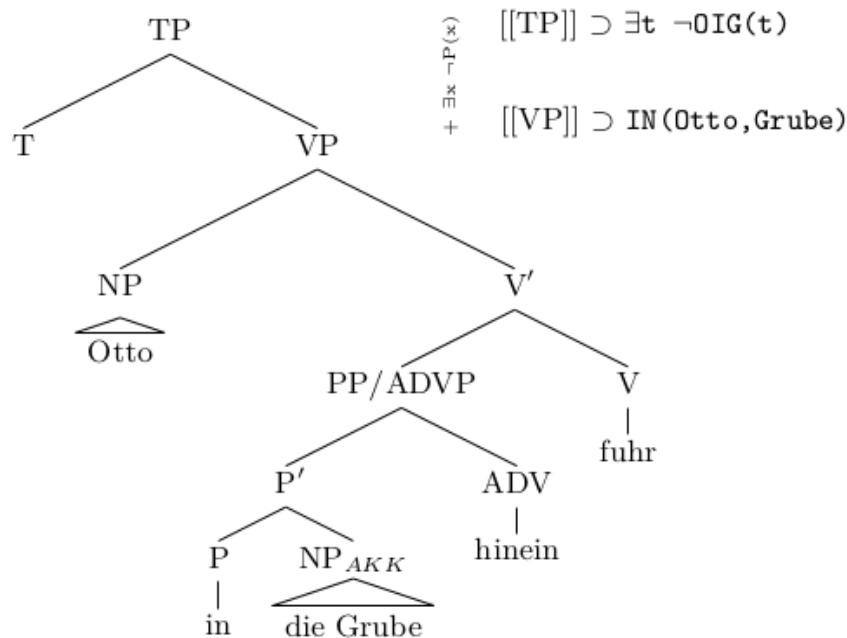 TP
+ ∃x ¬P(x)
[[TP]] ⊃ ∃t ¬OIG(t)
T
VP
[[VP]] ⊃ IN(Otto,Grube)
NP
V′
Otto
PP/ADVP
V
fuhr
P′
ADV
P
NP_AKK
hinein
in
die Grube